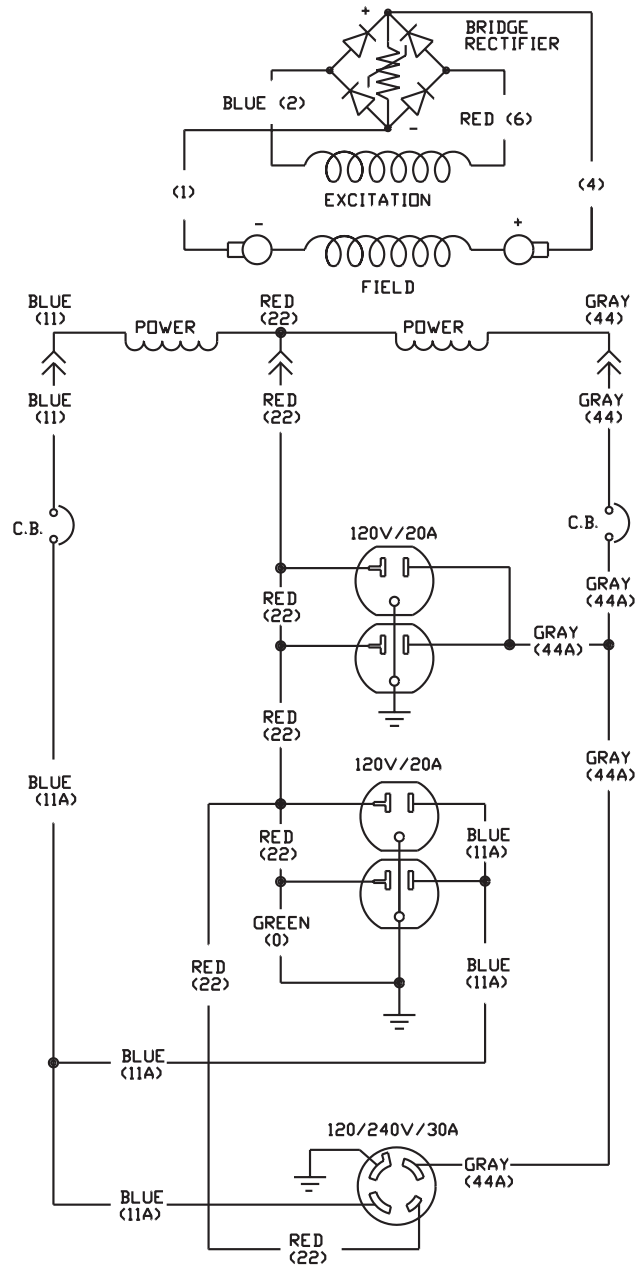 +
BRIDGE
RECTIFIER
BLUE (2)
RED (6)
-
(1)
(4)
EXCITATION
-
+
FIELD
BLUE
(11)
RED
(22)
GRAY
(44)
POWER
POWER
BLUE
(11)
RED
(22)
GRAY
(44)
C.B.
C.B.
120V/20A
GRAY
(44A)
RED
(22)
GRAY
(44A)
RED
(22)
120V/20A
GRAY
(44A)
BLUE
(11A)
RED
(22)
BLUE
(11A)
GREEN
(0)
RED
(22)
BLUE
(11A)
BLUE
(11A)
120/240V/30A
GRAY
(44A)
BLUE
(11A)
RED
(22)